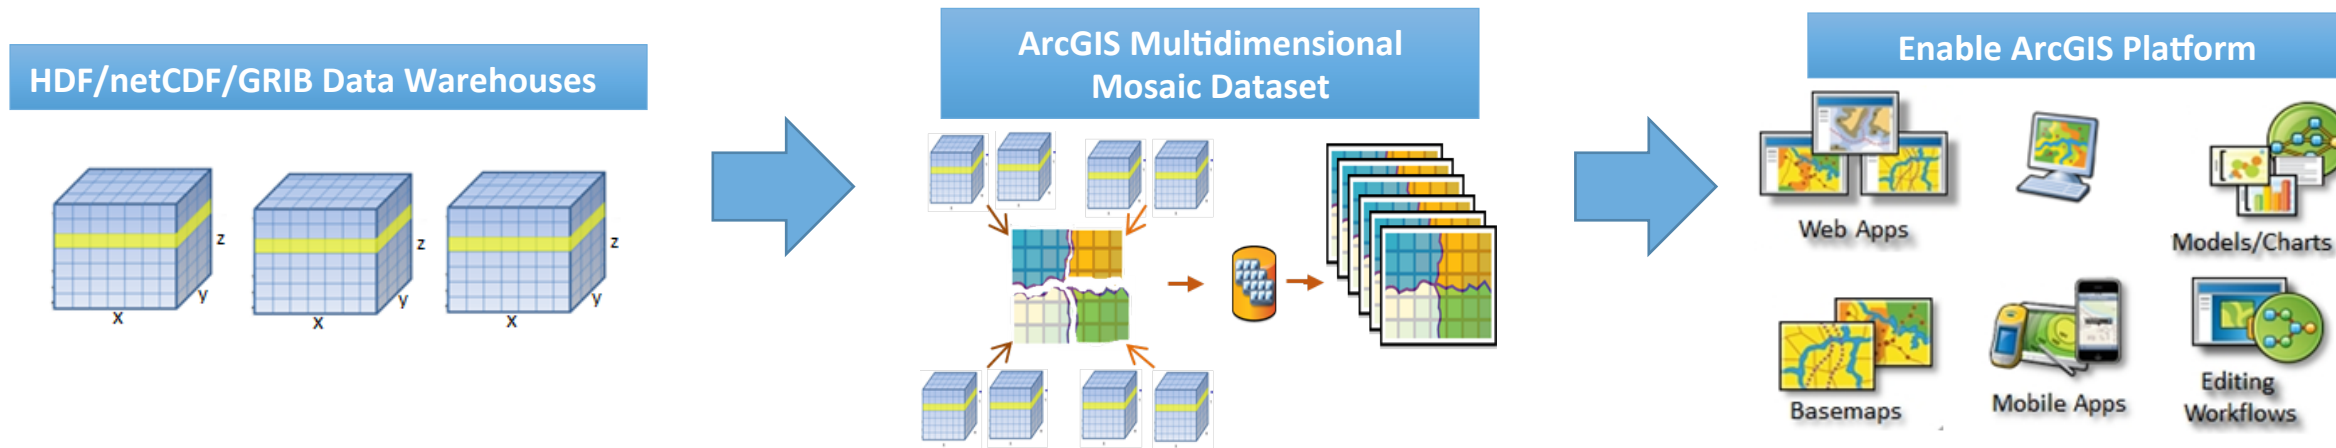 HDF/netCDF/GRIB Data Warehouses
ArcGIS Multidimensional
Mosaic Dataset
Enable ArcGIS Platform
z
y
x
z
y
x
z
y
x
Web Apps
Models/Charts
Basemaps
Mobile Apps
Editing
Workflows